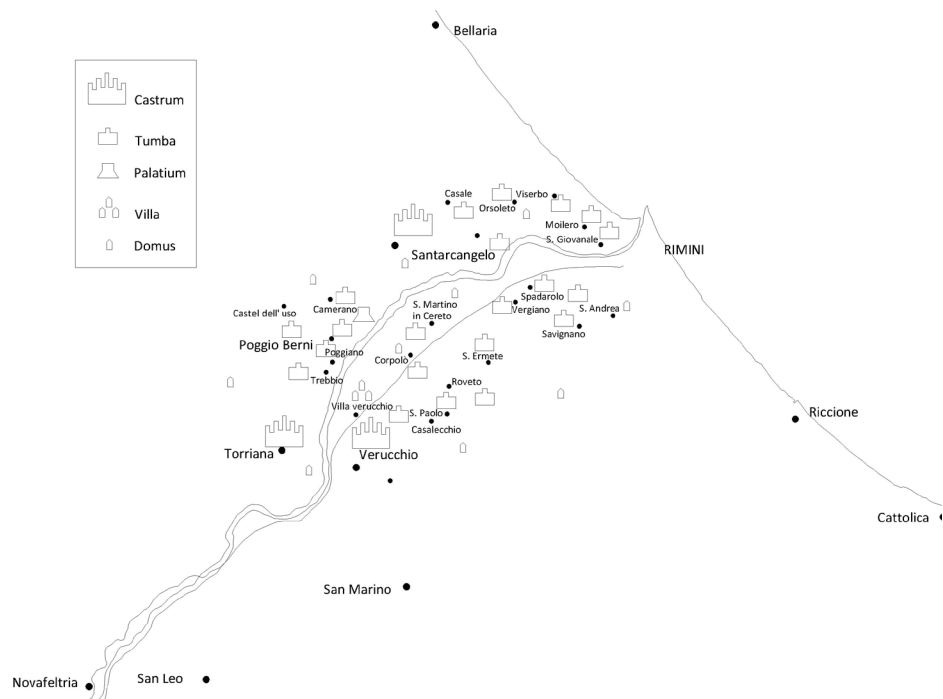 Bellaria
Castrum
Tumba
Palatium
Villa
Domus
Casale
Viserbo
Orsoleto
Moilero
S. Giovanale
Santarcangelo
RIMINI
Camerano
Castel dell' uso
S. Martino
in Cereto
Spadarolo
Vergiano
S. Andrea
Savignano
Poggio Berni
Poggiano
Corpolò
S. Ermete
Trebbio
Roveto
Villa verucchio
S. Paolo
Casalecchio
Riccione
Torriana
Verucchio
Cattolica
San Marino
Novafeltria
San Leo